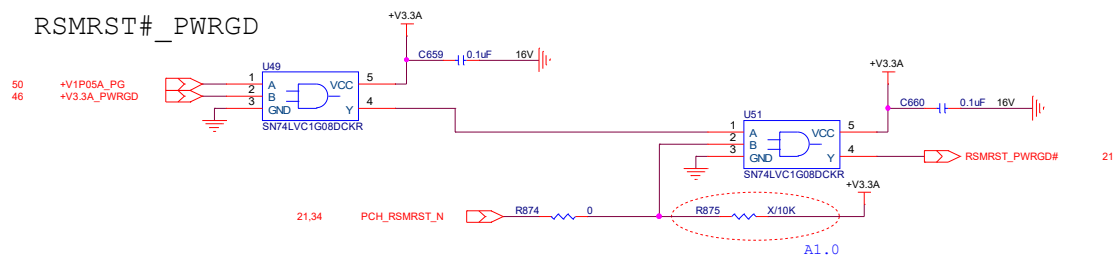 RSMRST#_PWRGD
+V3.3A
C659 0.1uF 16V
U49
50 +V1P05A_PG 1 A VCC 5
46 +V3.3A_PWRGD 2 B
3 GND Y 4
SN74LVC1G08DCKR
+V3.3A
C660 0.1uF 16V
U51
1 A VCC 5
2 B
3 GND Y 4 RSMRST_PWRGD# 21
SN74LVC1G08DCKR
+V3.3A
21,34 PCH_RSMRST_N R874 0 R875 X/10K
A1.0